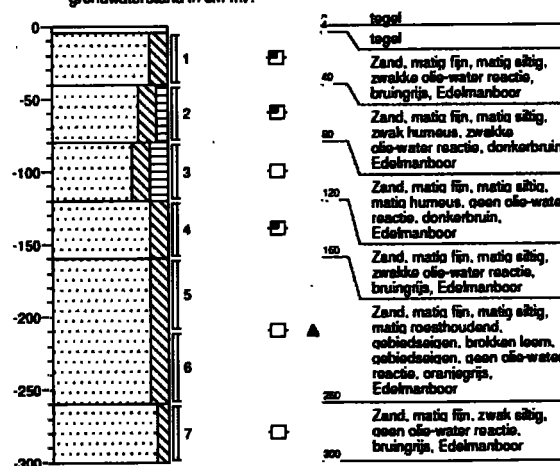 grondwaterstand in cm-mv:
0
-50
-100
-150
-200
-250
-300
1
2
3
4
5
6
7
tegel
tegel
Zand, matig fijn, matig siltig,
zwakke olie-water reactie,
bruingrijs, Edelmanboor
40
Zand, matig fijn, matig siltig,
zwak humeus, zwakke
olie-water reactie, donkerbruin,
Edelmanboor
80
Zand, matig fijn, matig siltig,
matig humeus, geen olie-water
reactie, donkerbruin,
Edelmanboor
120
Zand, matig fijn, matig siltig,
zwakke olie-water reactie,
bruingrijs, Edelmanboor
160
Zand, matig fijn, matig siltig,
matig roesthoudend,
gebiedseigen, brokken leem,
gebiedseigen, geen olie-water
reactie, oranjegrijs,
Edelmanboor
260
Zand, matig fijn, zwak siltig,
geen olie-water reactie,
bruingrijs, Edelmanboor
300